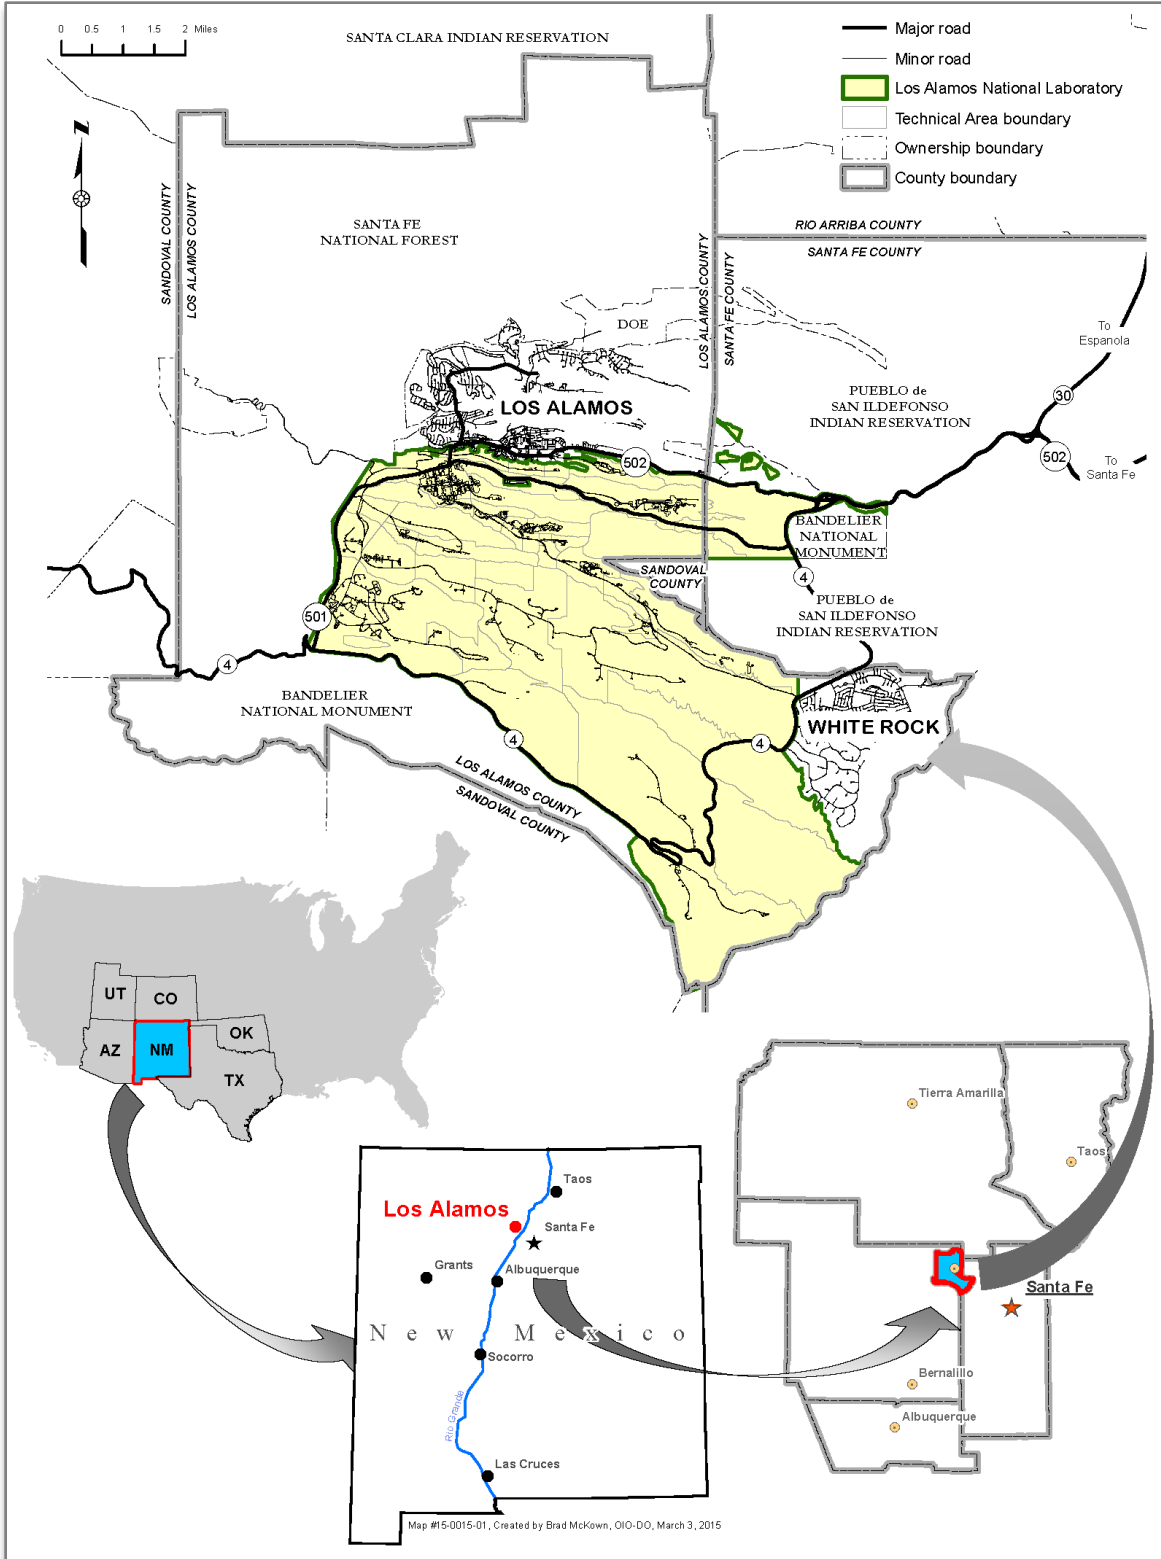 0 0.5 1 1.5 2 Miles
SANTA CLARA INDIAN RESERVATION
Major road
Minor road
Los Alamos National Laboratory
Technical Area boundary
Ownership boundary
County boundary
N
SANDOVAL COUNTY
LOS ALAMOS COUNTY
SANTA FE
NATIONAL FOREST
RIO ARRIBA COUNTY
SANTA FE COUNTY
LOS ALAMOS COUNTY
SANTA FE COUNTY
DOE
To
Espanola
PUEBLO de
SAN ILDEFONSO
INDIAN RESERVATION
30
LOS ALAMOS
502
502
To
Santa Fe
BANDELIER
NATIONAL
MONUMENT
SANDOVAL
COUNTY
4
PUEBLO de
SAN ILDEFONSO
INDIAN RESERVATION
501
4
BANDELIER
NATIONAL MONUMENT
WHITE ROCK
4
4
LOS ALAMOS COUNTY
SANDOVAL COUNTY
UT
CO
AZ
NM
OK
TX
Tierra Amarilla
Taos
Santa Fe
Bernalillo
Albuquerque
Taos
Los Alamos
Santa Fe
Grants
Albuquerque
New Mexico
Socorro
Rio Grande
Las Cruces
Map #15-0015-01, Created by Brad McKown, OIO-DO, March 3, 2015